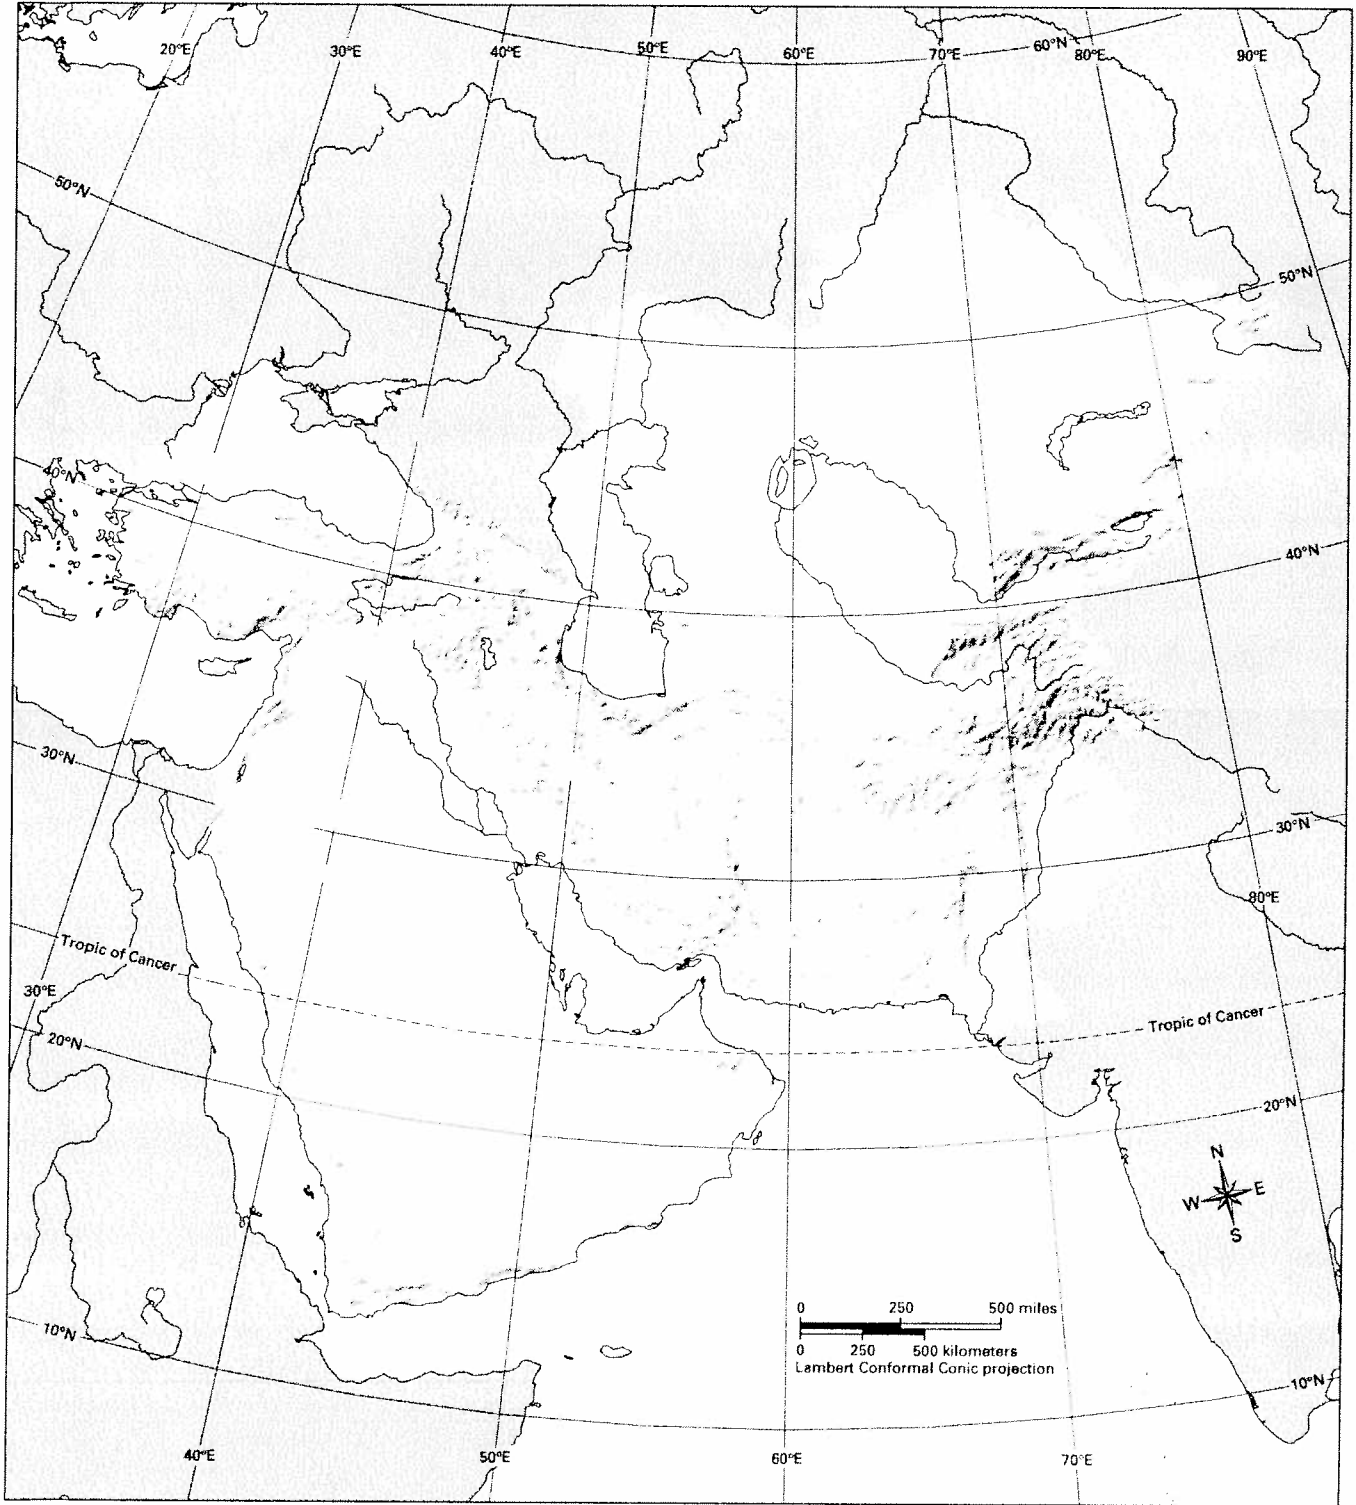 20°E
30°E
40°E
50°E
60°E
70°E
60°N
80°E
90°E
50°N
50°N
40°N
40°N
30°N
30°N
80°E
Tropic of Cancer
30°E
20°N
Tropic of Cancer
20°N
N
W
E
S
0 250 500 miles
0 250 500 kilometers
Lambert Conformal Conic projection
10°N
10°N
40°E
50°E
60°E
70°E